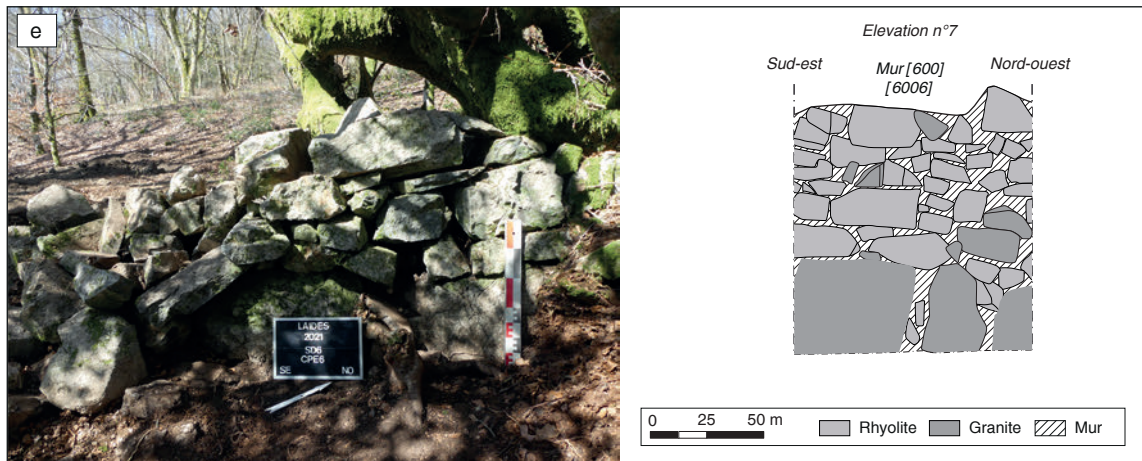 e
LAIDES
2021
SD6
CPE6
SE NO
Elevation n°7
Sud-est
Mur [600]
[6006]
Nord-ouest
0 25 50 m
Rhyolite
Granite
Mur